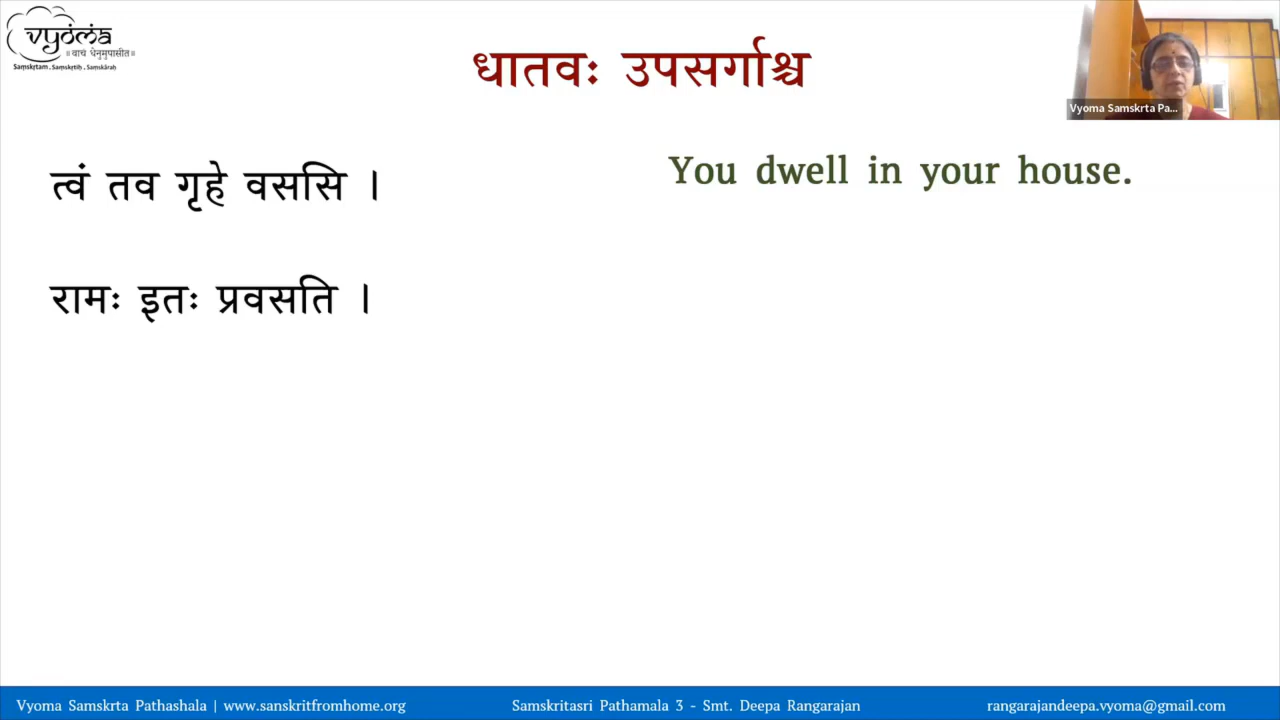 vyoma
॥ वाचं धेनुमुपासीत॥
Saṃskṛtam . Saṃskṛtiḥ . Saṃskārāḥ
धातवः उपसर्गाश्च
Vyoma Samskrta Pa...
त्वं तव गृहे वससि ।
You dwell in your house.
रामः इतः प्रवसति ।
Vyoma Samskrta Pathashala | www.sanskritfromhome.org
Samskritasri Pathamala 3 - Smt. Deepa Rangarajan
rangarajandeepa.vyoma@gmail.com